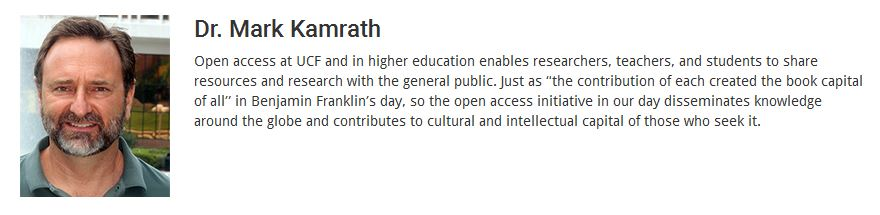 Dr. Mark Kamrath
Open access at UCF and in higher education enables researchers, teachers, and students to share
resources and research with the general public. Just as “the contribution of each created the book capital
of all” in Benjamin Franklin’s day, so the open access initiative in our day disseminates knowledge
around the globe and contributes to cultural and intellectual capital of those who seek it.